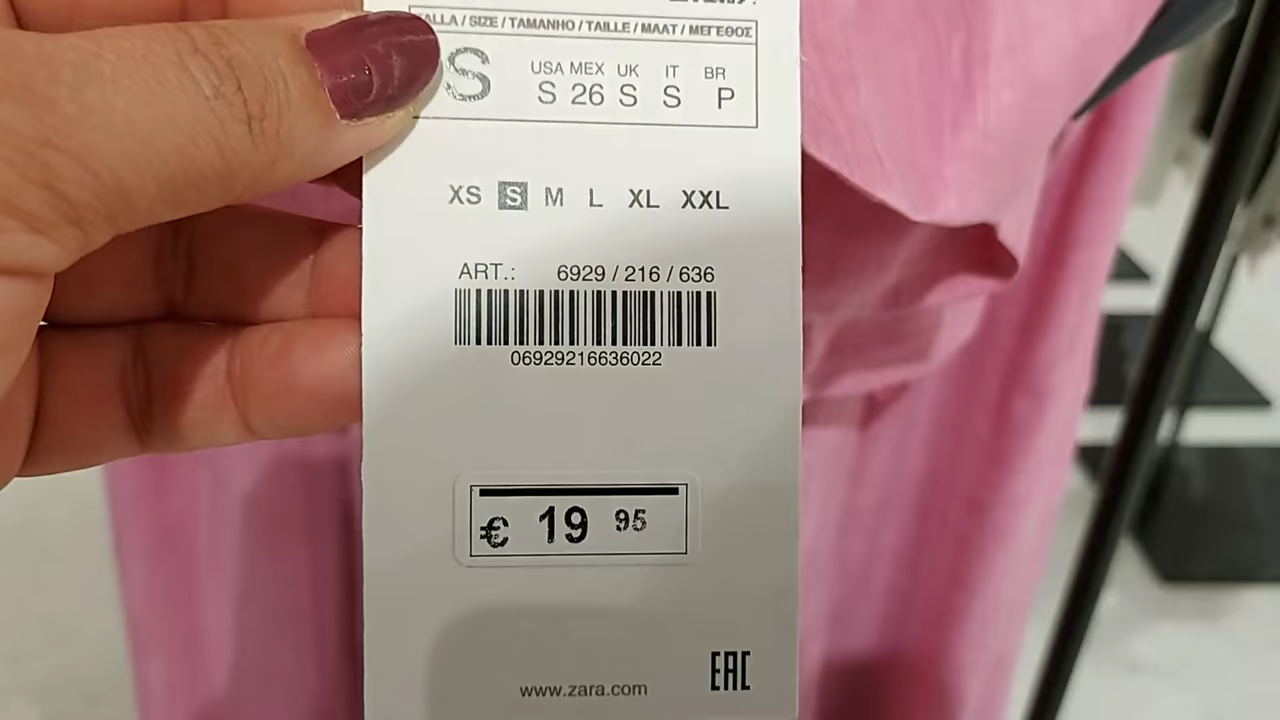 ALLA / SIZE / TAMANHO / TAILLE / MAAT / ΜΕΓΕΘΟΣ
S
USA MEX UK IT BR
S 26 S S P
XS S M L XL XXL
ART.: 6929 / 216 / 636
06929216636022
€ 19 95
www.zara.com
EAC